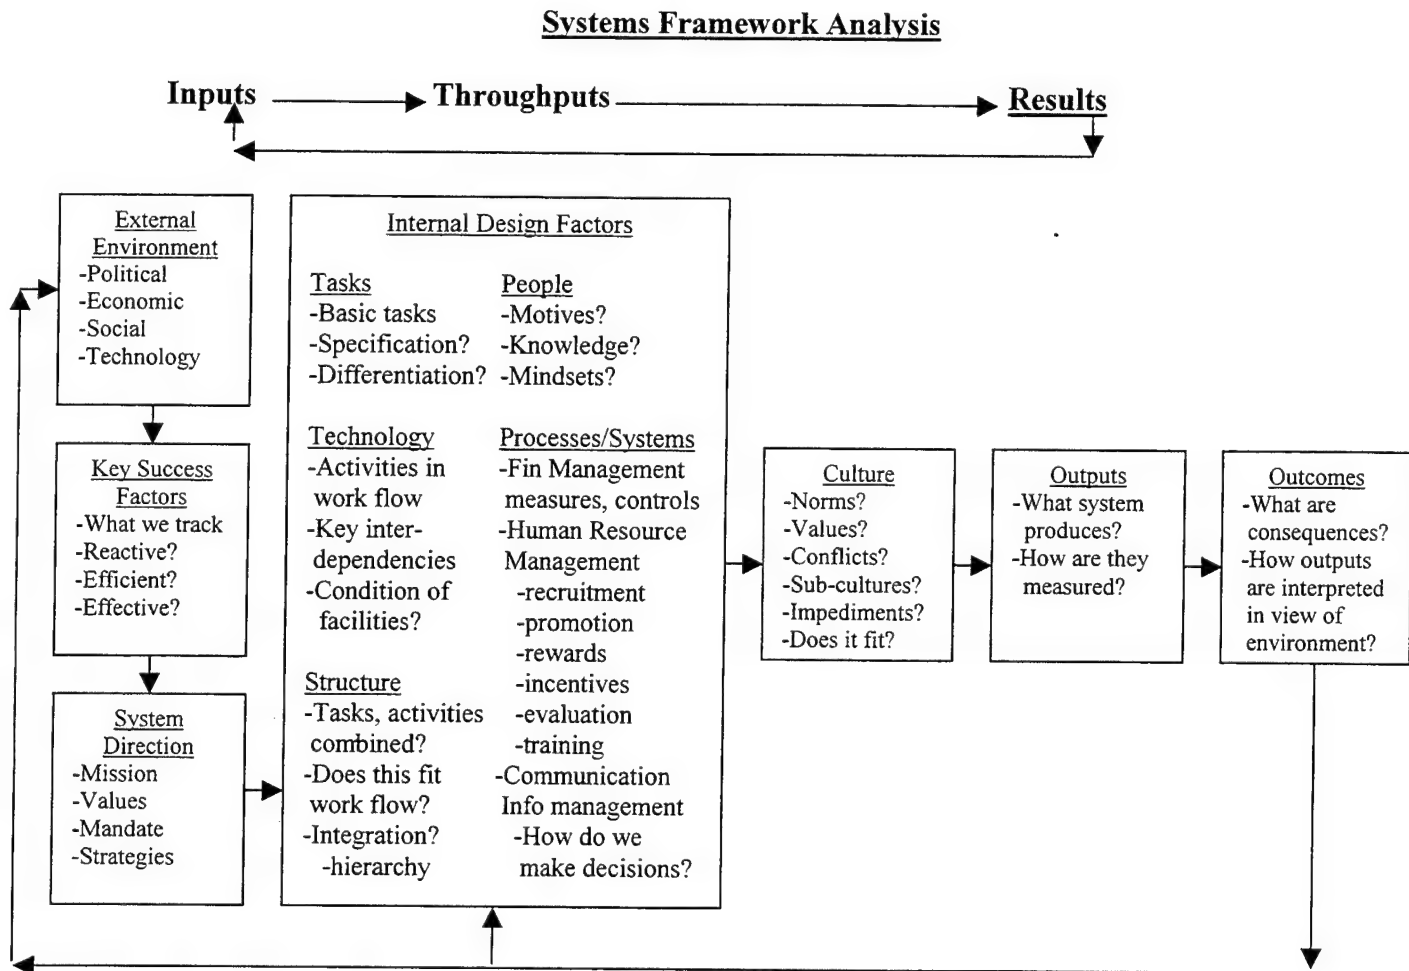 Systems Framework Analysis
Inputs
Throughputs
Results
External
Environment
-Political
-Economic
-Social
-Technology
Key Success
Factors
-What we track
-Reactive?
-Efficient?
-Effective?
System
Direction
-Mission
-Values
-Mandate
-Strategies
Internal Design Factors
Tasks
-Basic tasks
-Specification?
-Differentiation?
Technology
-Activities in
work flow
-Key inter-
dependencies
-Condition of
facilities?
Structure
-Tasks, activities
combined?
-Does this fit
work flow?
-Integration?
-hierarchy
People
-Motives?
-Knowledge?
-Mindsets?
Processes/Systems
-Fin Management
measures, controls
-Human Resource
Management
-recruitment
-promotion
-rewards
-incentives
-evaluation
-training
-Communication
Info management
-How do we
make decisions?
Culture
-Norms?
-Values?
-Conflicts?
-Sub-cultures?
-Impediments?
-Does it fit?
Outputs
-What system
produces?
-How are they
measured?
Outcomes
-What are
consequences?
-How outputs
are interpreted
in view of
environment?